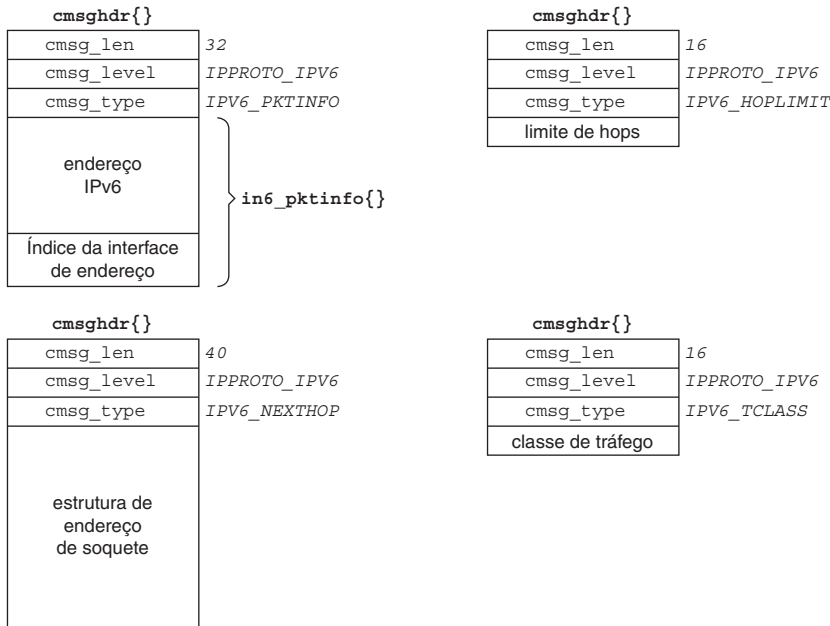 cmsghdr{}
cmsg_len 32
cmsg_level IPPROTO_IPV6
cmsg_type IPV6_PKTINFO
endereço
IPv6
in6_pktinfo{}
Índice da interface
de endereço
cmsghdr{}
cmsg_len 16
cmsg_level IPPROTO_IPV6
cmsg_type IPV6_HOPLIMIT
limite de hops
cmsghdr{}
cmsg_len 40
cmsg_level IPPROTO_IPV6
cmsg_type IPV6_NEXTHOP
estrutura de
endereço
de soquete
cmsghdr{}
cmsg_len 16
cmsg_level IPPROTO_IPV6
cmsg_type IPV6_TCLASS
classe de tráfego